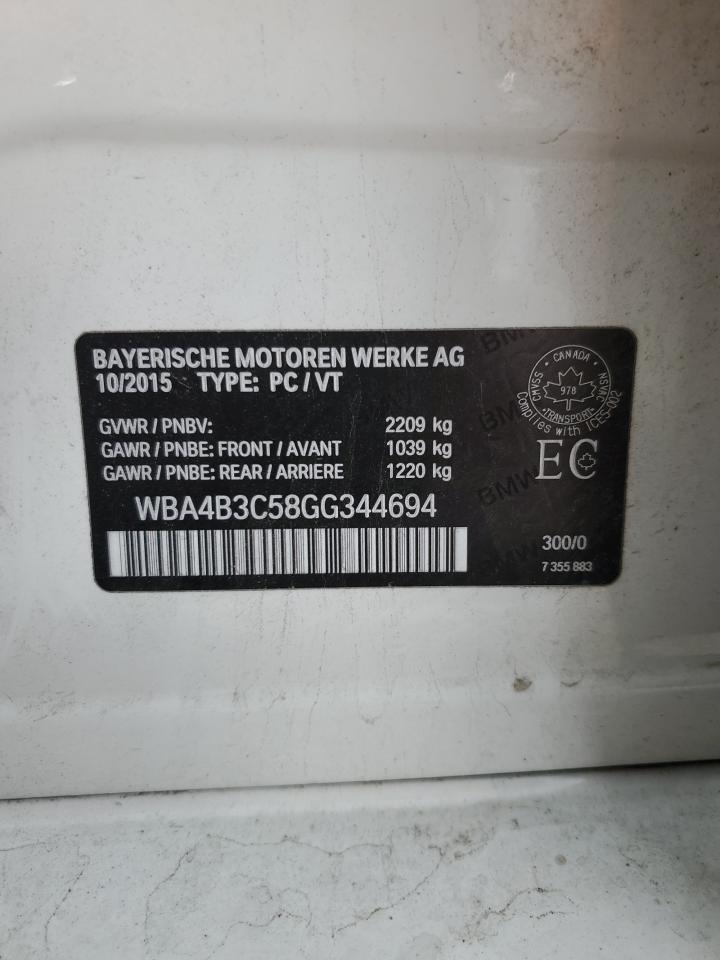 BAYERISCHE MOTOREN WERKE AG
10/2015 TYPE: PC / VT
GVWR / PNBV: 2209 kg
GAWR / PNBE: FRONT / AVANT 1039 kg
GAWR / PNBE: REAR / ARRIERE 1220 kg
WBA4B3C58GG344694
CANADA
CMVSS
NSVAC
978
TRANSPORT
Complies with ICES-002
EC
300/0
7 355 883
BMW
BMW
BMW